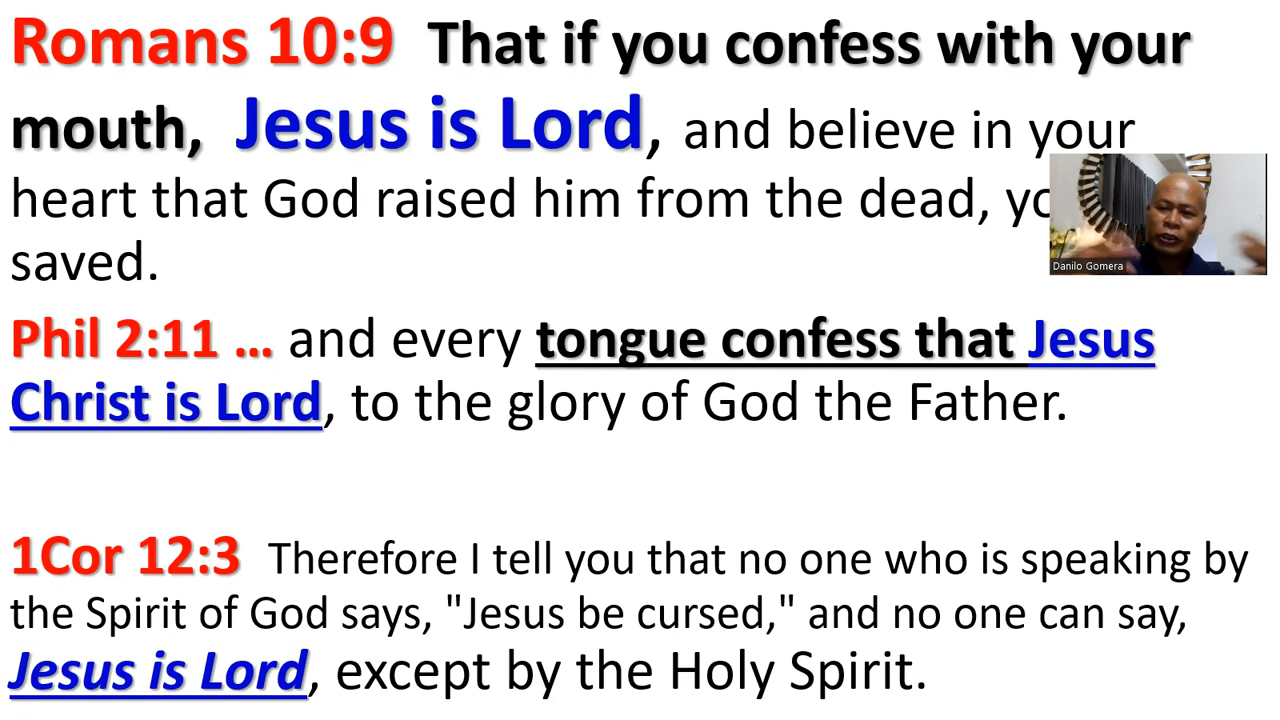 Romans 10:9 That if you confess with your
mouth, Jesus is Lord, and believe in your
heart that God raised him from the dead,
saved.
Danilo Gomera
Phil 2:11 ... and every tongue confess that Jesus
Christ is Lord, to the glory of God the Father.
1Cor 12:3 Therefore I tell you that no one who is speaking by
the Spirit of God says, "Jesus be cursed," and no one can say,
Jesus is Lord, except by the Holy Spirit.